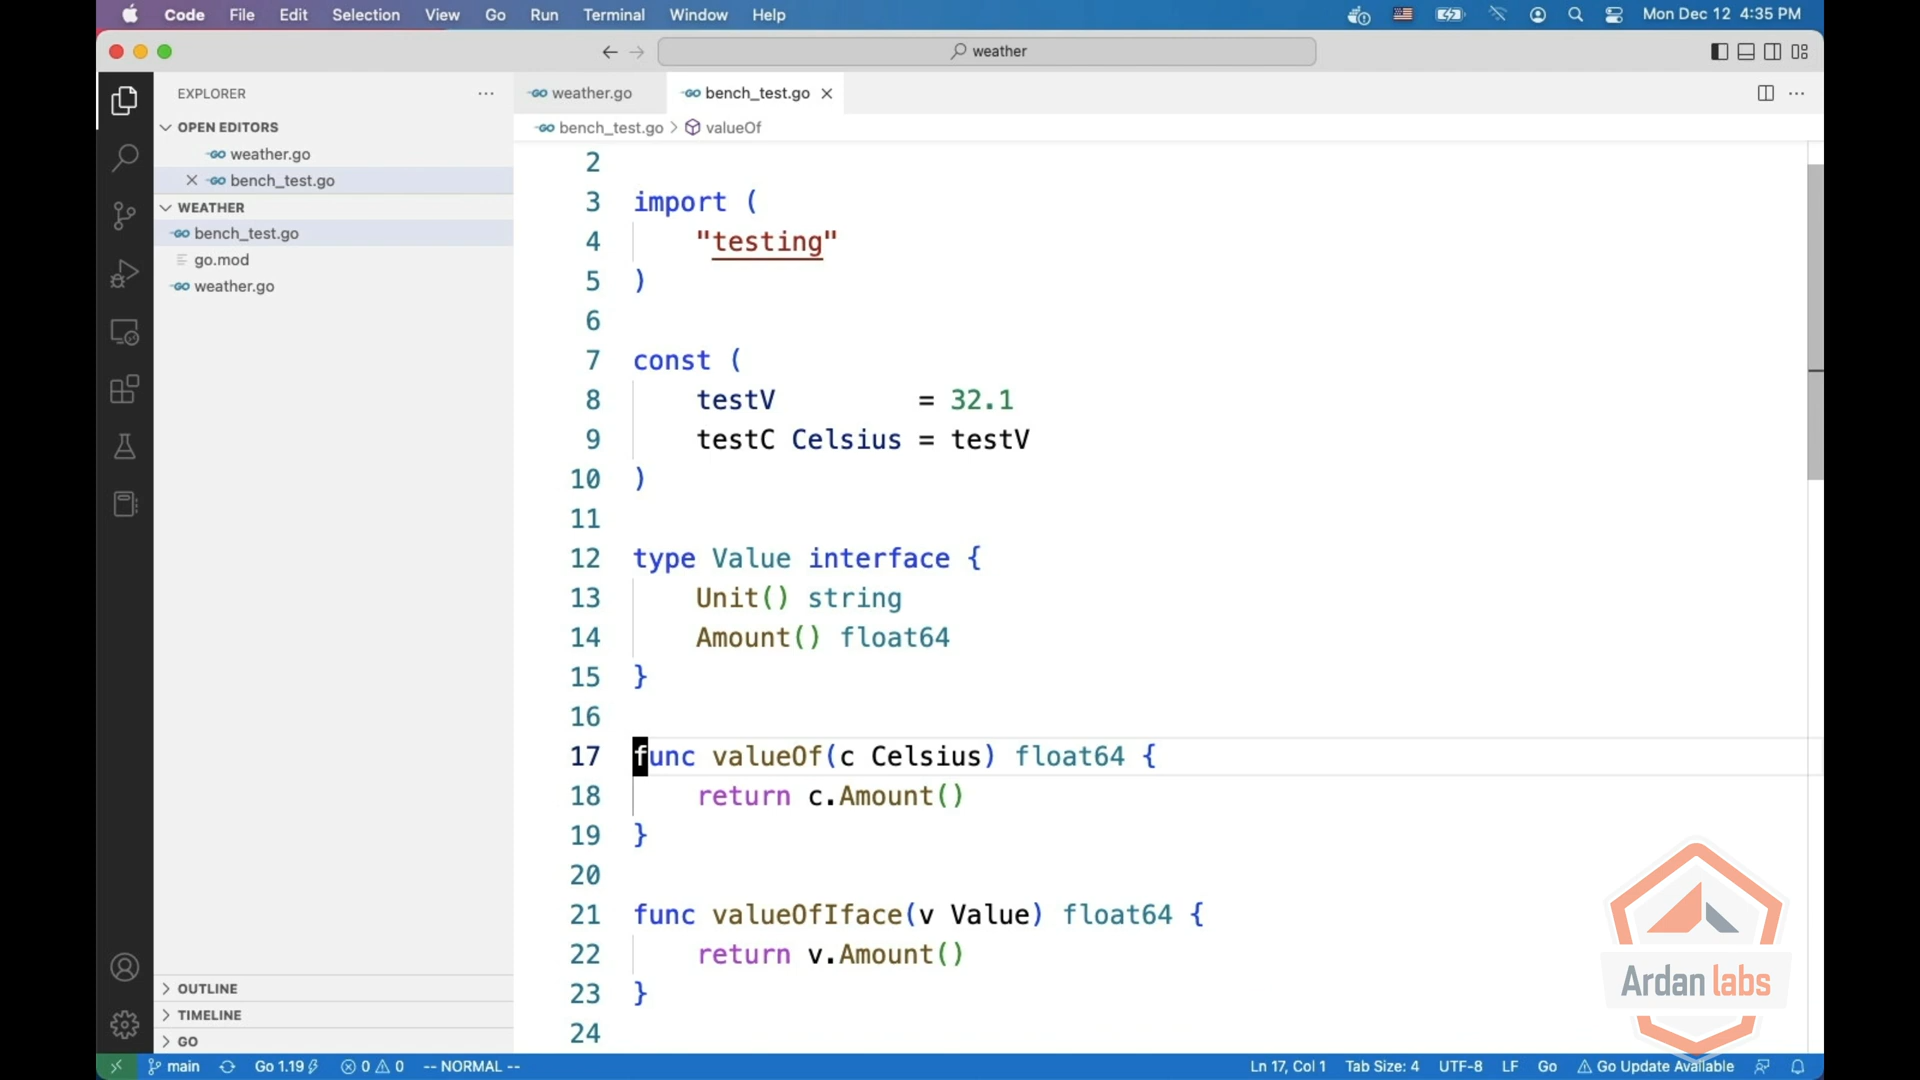 Code File Edit Selection View Go Run Terminal Window Help Mon Dec 12 4:35 PM
weather
EXPLORER
weather.go
bench_test.go
OPEN EDITORS
bench_test.go > valueOf
weather.go
bench_test.go
WEATHER
bench_test.go
go.mod
weather.go
2
3 import (
4 "testing"
5 )
6
7 const (
8 testV = 32.1
9 testC Celsius = testV
10 )
11
12 type Value interface {
13 Unit() string
14 Amount() float64
15 }
16
17 func valueOf(c Celsius) float64 {
18 return c.Amount()
19 }
20
21 func valueOfIface(v Value) float64 {
22 return v.Amount()
23 }
24
Ardan labs
OUTLINE
TIMELINE
GO
main Go 1.19 0 0 -- NORMAL -- Ln 17, Col 1 Tab Size: 4 UTF-8 LF Go Go Update Available